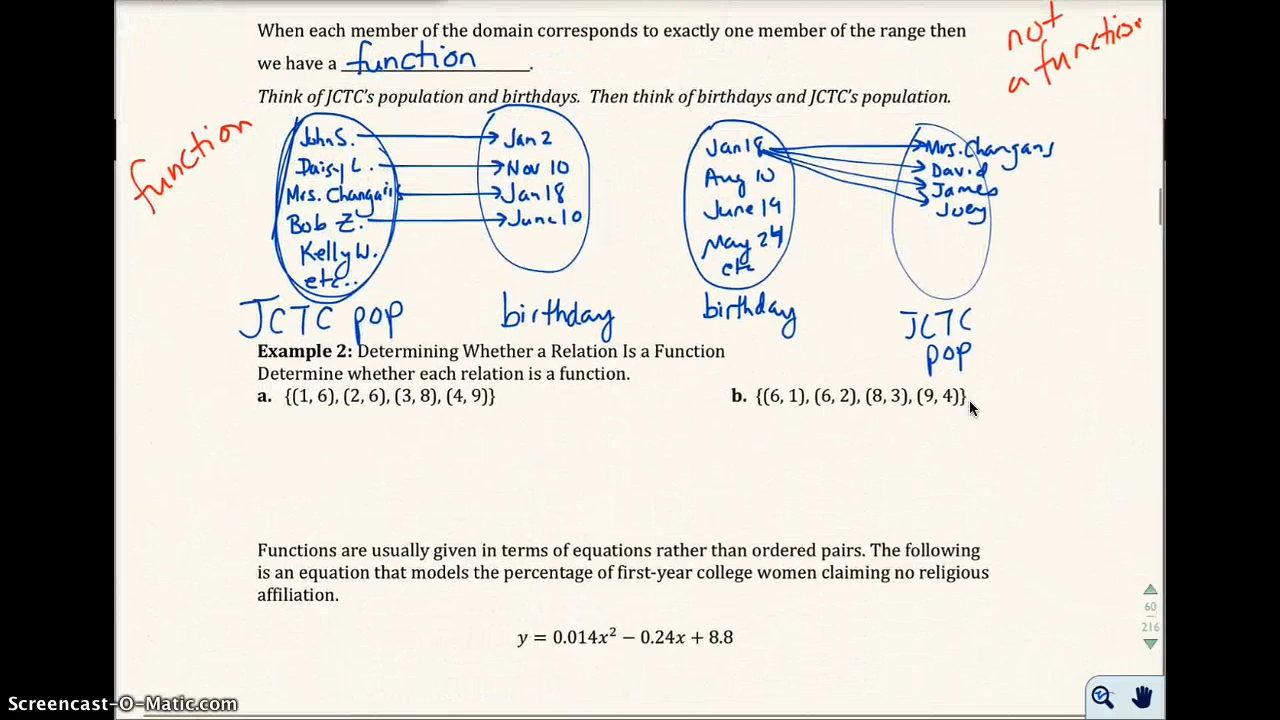 When each member of the domain corresponds to exactly one member of the range then
we have a function.
not
a function
Think of JCTC's population and birthdays. Then think of birthdays and JCTC's population.
function
John S.
Daisy L.
Bob Z.
Kelly W.
etc..
JCTC pop
Jan 2
Nov 10
Jan 18
June 10
birthday
Jan 18
Aug 10
June 14
May 24
etc
birthday
Mrs. Changaris
David
James
Joey
JCTC
pop
Example 2: Determining Whether a Relation Is a Function
Determine whether each relation is a function.
a. {(1, 6), (2, 6), (3, 8), (4, 9)}
b. {(6, 1), (6, 2), (8, 3), (9, 4)}
Functions are usually given in terms of equations rather than ordered pairs. The following
is an equation that models the percentage of first-year college women claiming no religious
affiliation.
y = 0.014x² − 0.24x + 8.8
60
216
Screencast-O-Matic.com